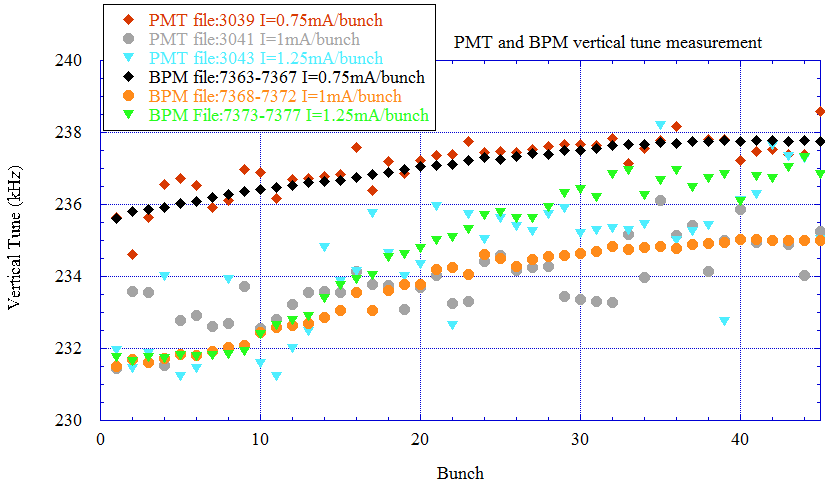 PMT file:3039 I=0.75mA/bunch
PMT file:3041 I=1mA/bunch
PMT file:3043 I=1.25mA/bunch
BPM file:7363-7367 I=0.75mA/bunch
BPM file:7368-7372 I=1mA/bunch
BPM File:7373-7377 I=1.25mA/bunch
PMT and BPM vertical tune measurement
Vertical Tune (kHz)
240
238
236
234
232
230
0 10 20 30 40
Bunch